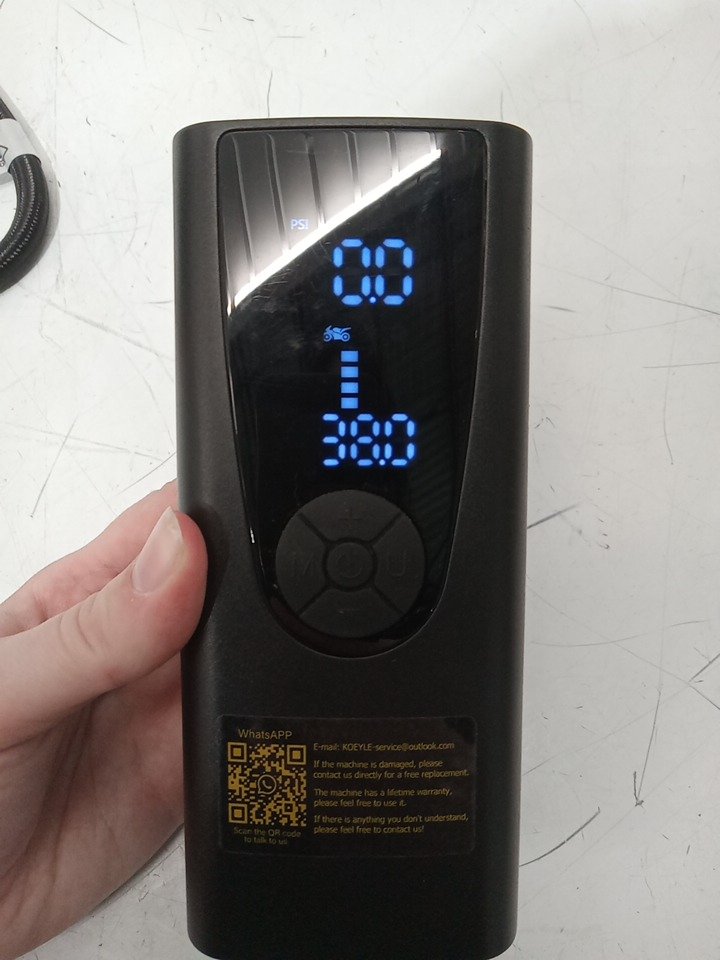 PSI
0.0
38.0
+
M
U
-
WhatsAPP
E-mail: KOEYLE-service@outlook.com
If the machine is damaged, please
contact us directly for a free replacement.
The machine has a lifetime warranty,
please feel free to use it.
If there is anything you don't understand,
please feel free to contact us!
Scan the QR code
to talk to us